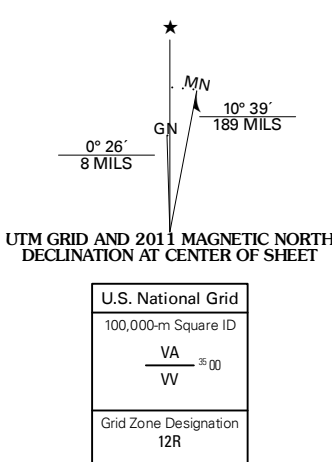 ★
MN
GN
10° 39´
189 MILS
0° 26´
8 MILS
UTM GRID AND 2011 MAGNETIC NORTH
DECLINATION AT CENTER OF SHEET
U.S. National Grid
100,000-m Square ID
VA
VV
35 00
Grid Zone Designation
12R